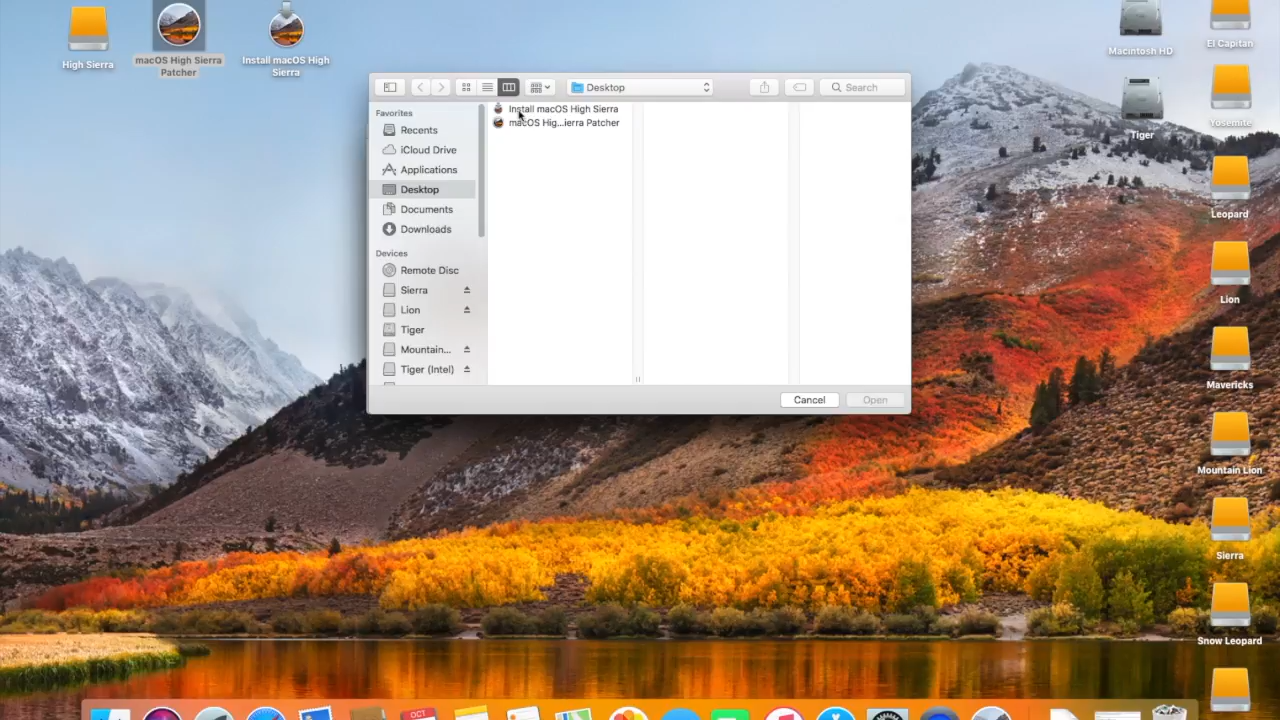 High Sierra
macOS High Sierra
Patcher
Install macOS High
Sierra
Macintosh HD
El Capitan
Tiger
Yosemite
Leopard
Lion
Mavericks
Mountain Lion
Sierra
Snow Leopard
Desktop
Search
Favorites
Recents
iCloud Drive
Applications
Desktop
Documents
Downloads
Devices
Remote Disc
Sierra
Lion
Tiger
Mountain...
Tiger (Intel)
Install macOS High Sierra
macOS Hig...ierra Patcher
Cancel
Open
OCT